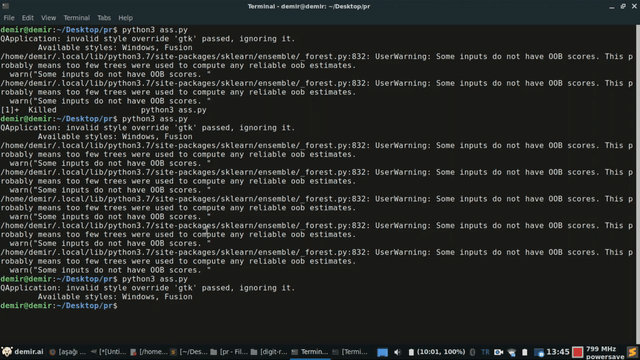 Terminal - demir@demir: ~/Desktop/pr
File Edit View Terminal Tabs Help
demir@demir:~/Desktop/pr$ python3 ass.py
QApplication: invalid style override 'gtk' passed, ignoring it.
Available styles: Windows, Fusion
/home/demir/.local/lib/python3.7/site-packages/sklearn/ensemble/_forest.py:832: UserWarning: Some inputs do not have OOB scores. This p
robably means too few trees were used to compute any reliable oob estimates.
warn("Some inputs do not have OOB scores. "
/home/demir/.local/lib/python3.7/site-packages/sklearn/ensemble/_forest.py:832: UserWarning: Some inputs do not have OOB scores. This p
robably means too few trees were used to compute any reliable oob estimates.
warn("Some inputs do not have OOB scores. "
[1]+ Killed python3 ass.py
demir@demir:~/Desktop/pr$ python3 ass.py
QApplication: invalid style override 'gtk' passed, ignoring it.
Available styles: Windows, Fusion
/home/demir/.local/lib/python3.7/site-packages/sklearn/ensemble/_forest.py:832: UserWarning: Some inputs do not have OOB scores. This p
robably means too few trees were used to compute any reliable oob estimates.
warn("Some inputs do not have OOB scores. "
/home/demir/.local/lib/python3.7/site-packages/sklearn/ensemble/_forest.py:832: UserWarning: Some inputs do not have OOB scores. This p
robably means too few trees were used to compute any reliable oob estimates.
warn("Some inputs do not have OOB scores. "
/home/demir/.local/lib/python3.7/site-packages/sklearn/ensemble/_forest.py:832: UserWarning: Some inputs do not have OOB scores. This p
robably means too few trees were used to compute any reliable oob estimates.
warn("Some inputs do not have OOB scores. "
/home/demir/.local/lib/python3.7/site-packages/sklearn/ensemble/_forest.py:832: UserWarning: Some inputs do not have OOB scores. This p
robably means too few trees were used to compute any reliable oob estimates.
warn("Some inputs do not have OOB scores. "
/home/demir/.local/lib/python3.7/site-packages/sklearn/ensemble/_forest.py:832: UserWarning: Some inputs do not have OOB scores. This p
robably means too few trees were used to compute any reliable oob estimates.
warn("Some inputs do not have OOB scores. "
demir@demir:~/Desktop/pr$ python3 ass.py
QApplication: invalid style override 'gtk' passed, ignoring it.
Available styles: Windows, Fusion
demir@demir:~/Desktop/pr$
demir.ai [aşağı ... *[Unti... [/home... [~/Des... [pr - Fil... [digit-r... Termin... [Termi... (10:01, 100%) TR 13:45 799 MHz powersave